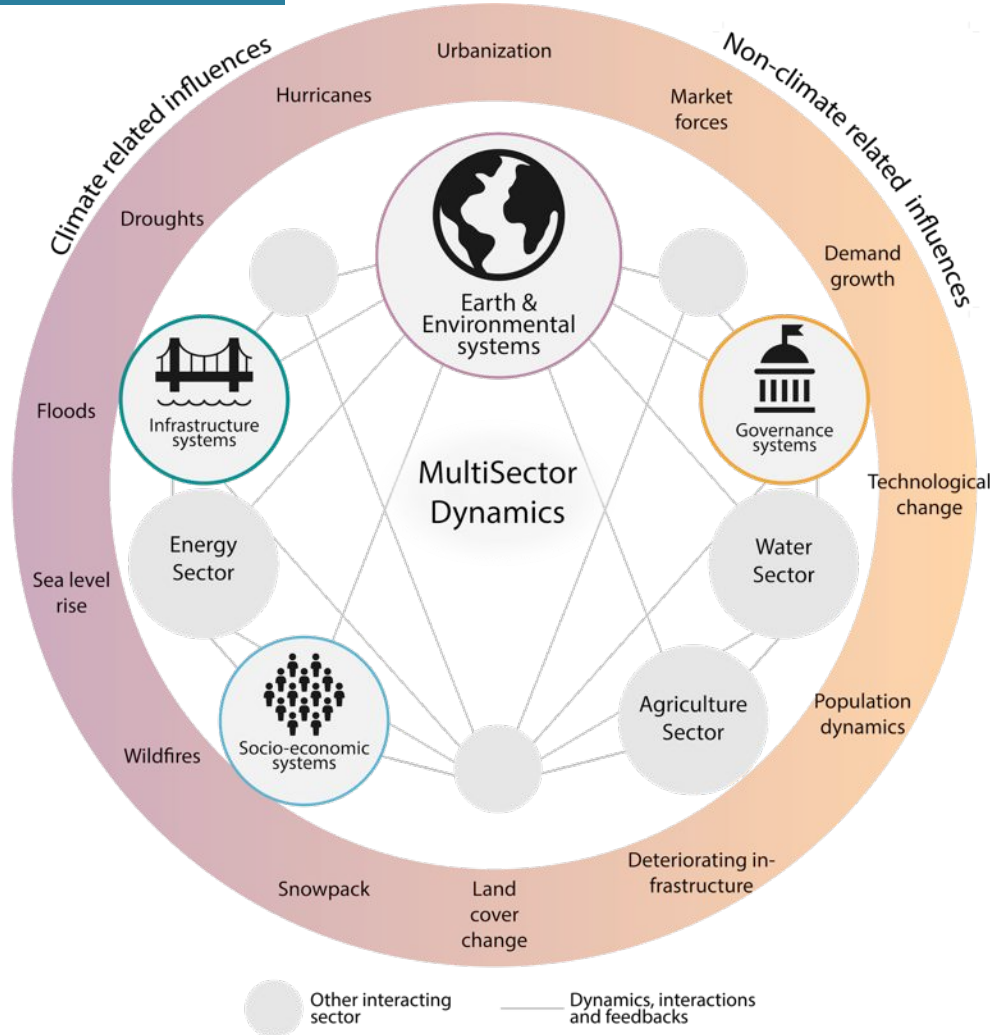 Climate related influences
Non-climate related influences
Urbanization
Hurricanes
Market
forces
Droughts
Demand
growth
Earth &
Environmental
systems
Infrastructure
systems
Governance
systems
Floods
MultiSector
Dynamics
Technological
change
Energy
Sector
Water
Sector
Sea level
rise
Socio-economic
systems
Agriculture
Sector
Population
dynamics
Wildfires
Snowpack
Land
cover
change
Deteriorating in-
frastructure
Other interacting
sector
Dynamics, interactions
and feedbacks